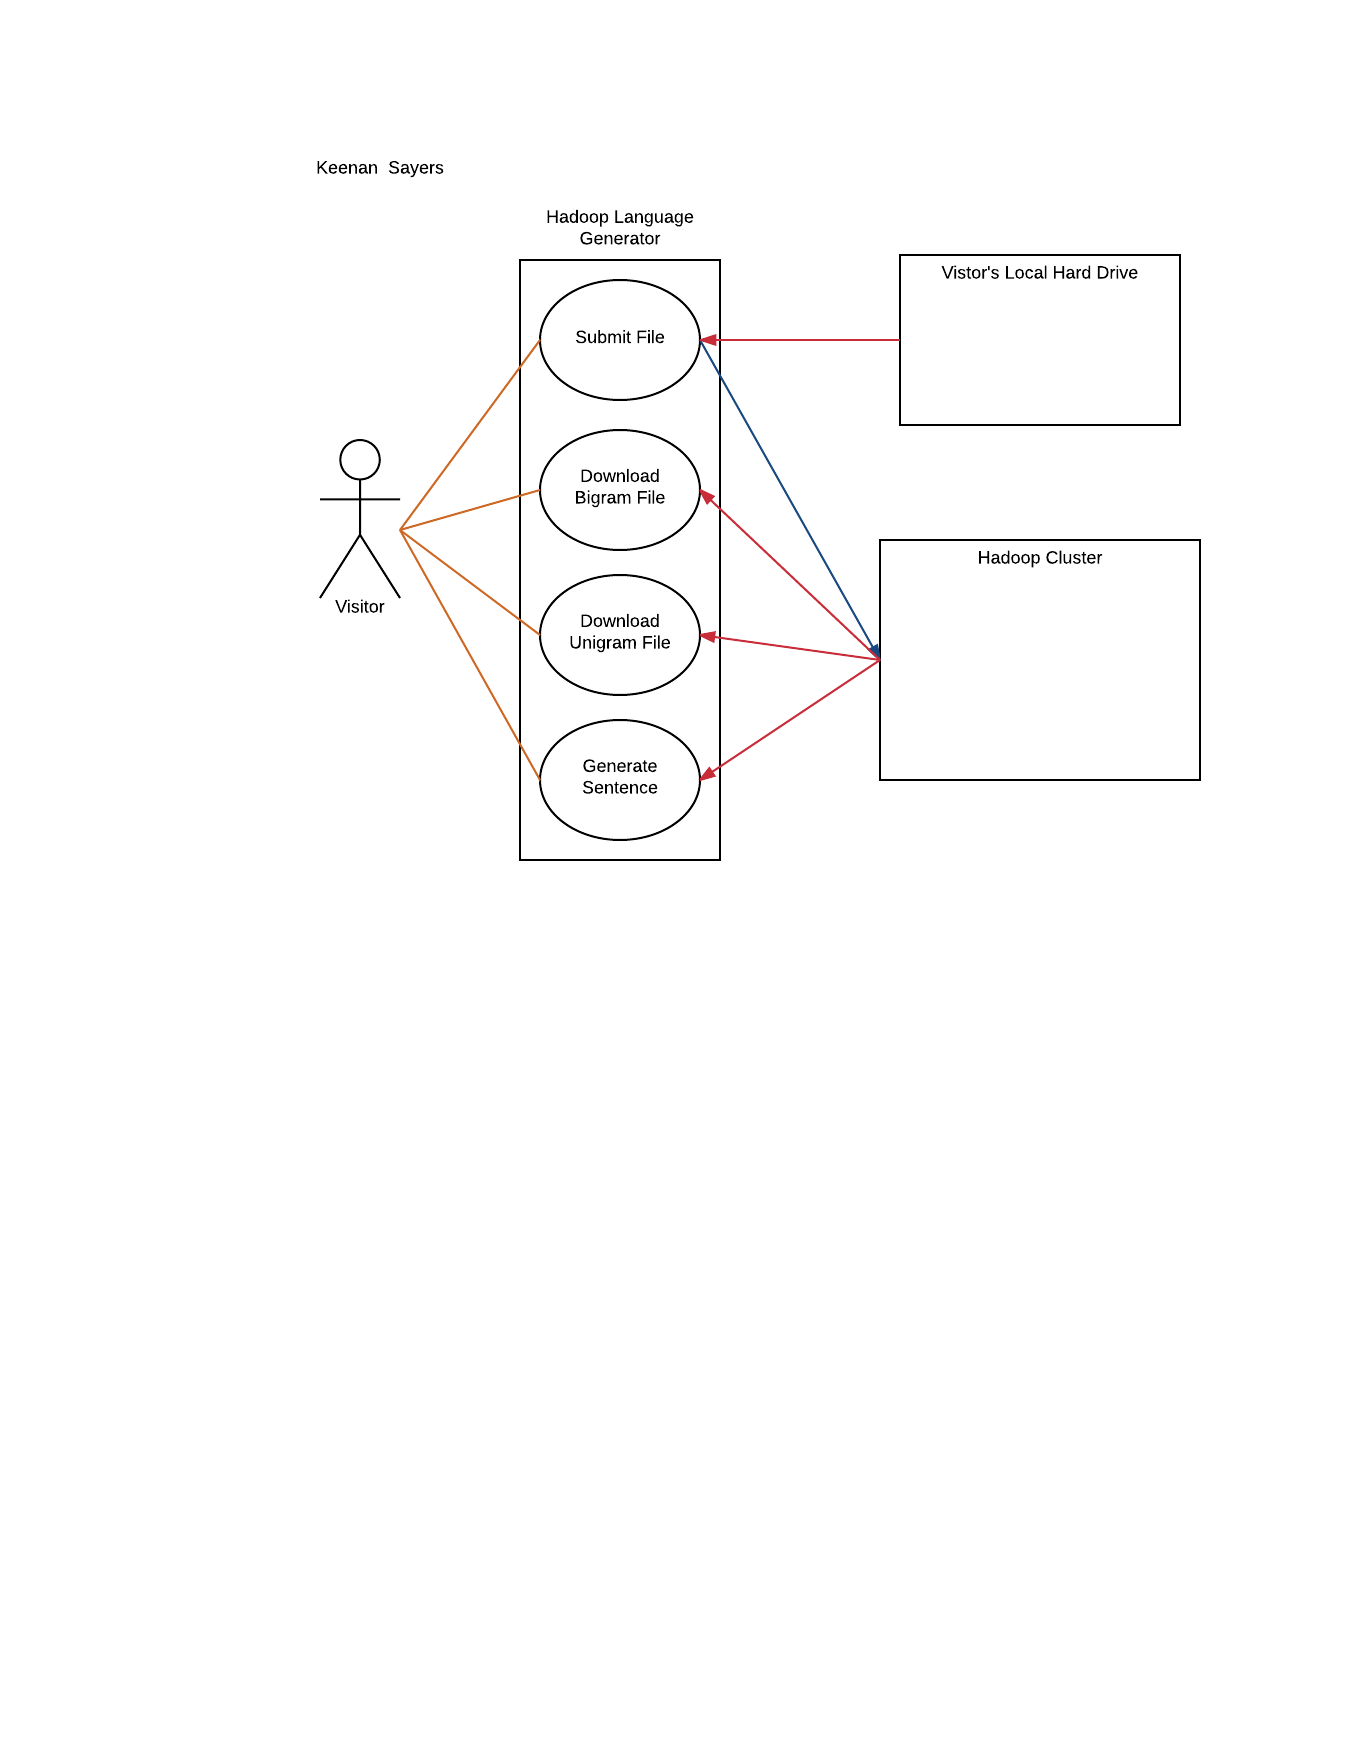 Keenan  Sayers
Hadoop Language
Generator
Vistor's Local Hard Drive
Submit File
Download
Bigram File
Hadoop Cluster
Visitor
Download
Unigram File
Generate
Sentence